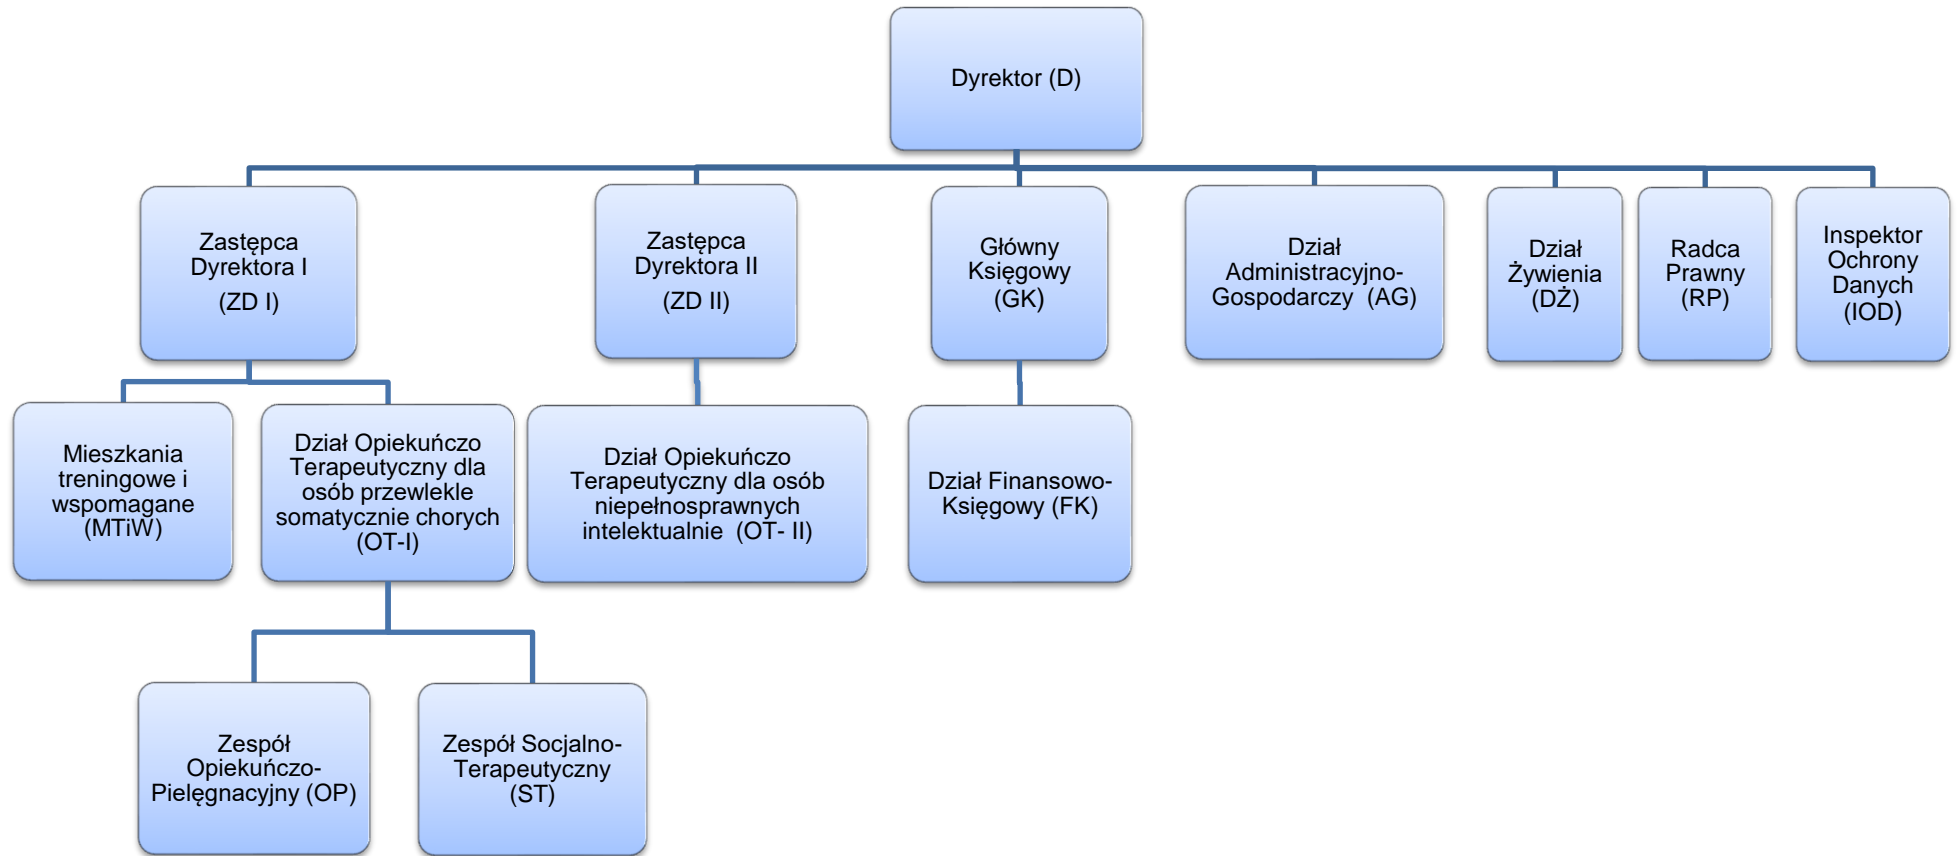 Dyrektor (D)
Zastępca
Dyrektora I
(ZD I)
Zastępca
Dyrektora II
(ZD II)
Główny
Księgowy
(GK)
Dział
Administracyjno-
Gospodarczy (AG)
Dział
Żywienia
(DŻ)
Radca
Prawny
(RP)
Inspektor
Ochrony
Danych
(IOD)
Mieszkania
treningowe i
wspomagane
(MTiW)
Dział Opiekuńczo
Terapeutyczny dla
osób przewlekle
somatycznie chorych
(OT-I)
Dział Opiekuńczo
Terapeutyczny dla osób
niepełnosprawnych
intelektualnie (OT- II)
Dział Finansowo-
Księgowy (FK)
Zespół
Opiekuńczo-
Pielęgnacyjny (OP)
Zespół Socjalno-
Terapeutyczny
(ST)